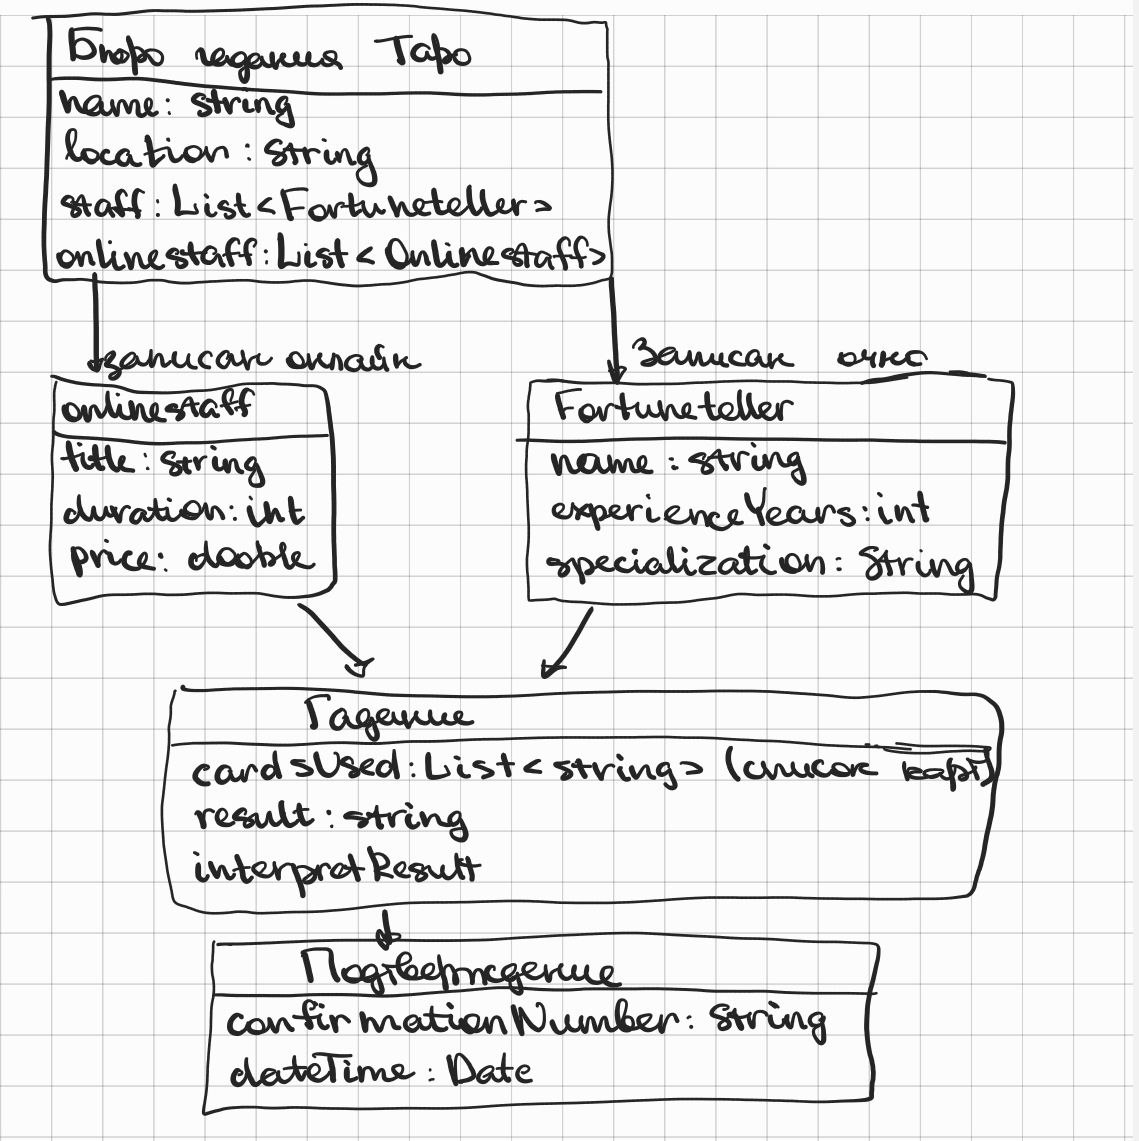 Бюро гадания Таро
name: string
location: string
staff: List<Fortuneteller>
onlinestaff: List<Onlinestaff>
записан онлайн
Записан очно
onlinestaff
title: string
duration: int
price: dooble
Fortuneteller
name: string
experienceYears: int
specialization: String
Гадание
cardsUsed: List<string> (список карт)
result: string
interpretResult
Подтверждение
confirmationNumber: String
dateTime: Date